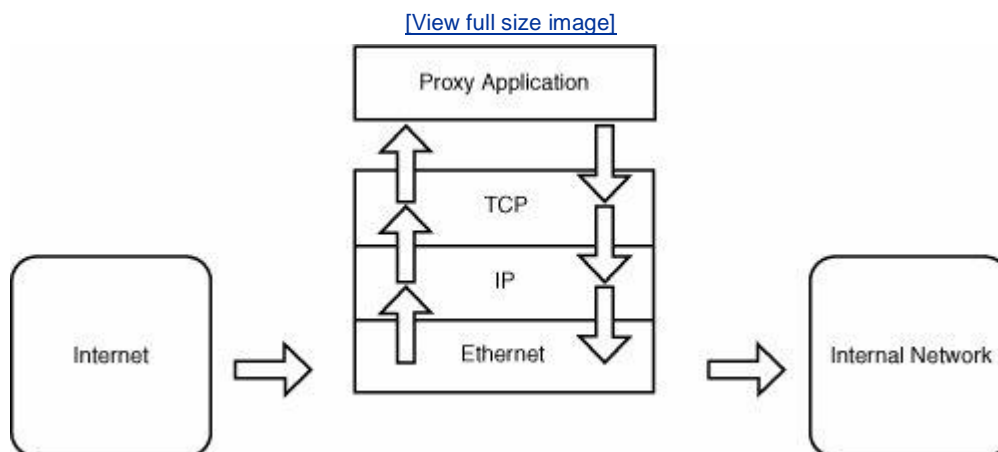 [View full size image]
Proxy Application
TCP
IP
Internet
Ethernet
Internal Network